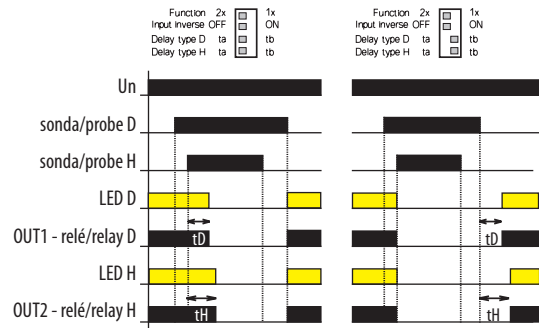 Function 2x 1x
Input inverse OFF ON
Delay type D ta tb
Delay type H ta tb
Function 2x 1x
Input inverse OFF ON
Delay type D ta tb
Delay type H ta tb
Un
sonda/probe D
sonda/probe H
LED D
OUT1 - relé/relay D
tD
tD
LED H
OUT2 - relé/relay H
tH
tH